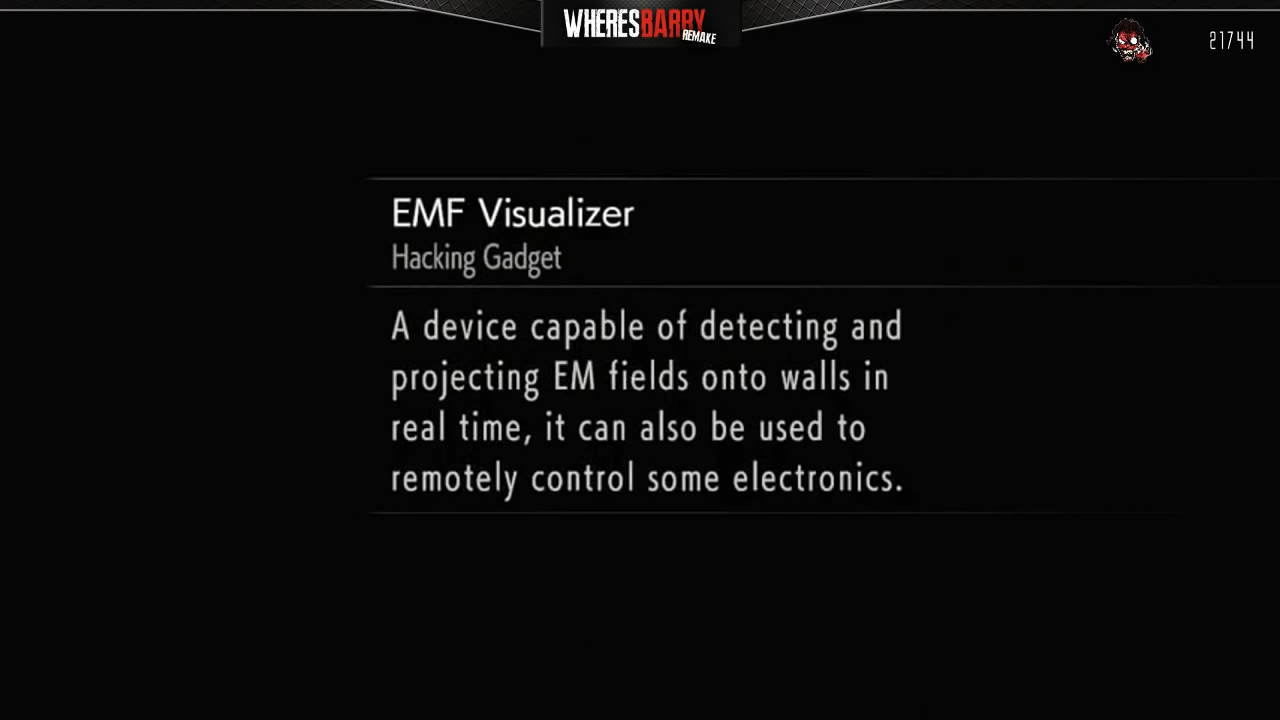 WHERESBARRY
REMAKE
21744
EMF Visualizer
Hacking Gadget
A device capable of detecting and
projecting EM fields onto walls in
real time, it can also be used to
remotely control some electronics.